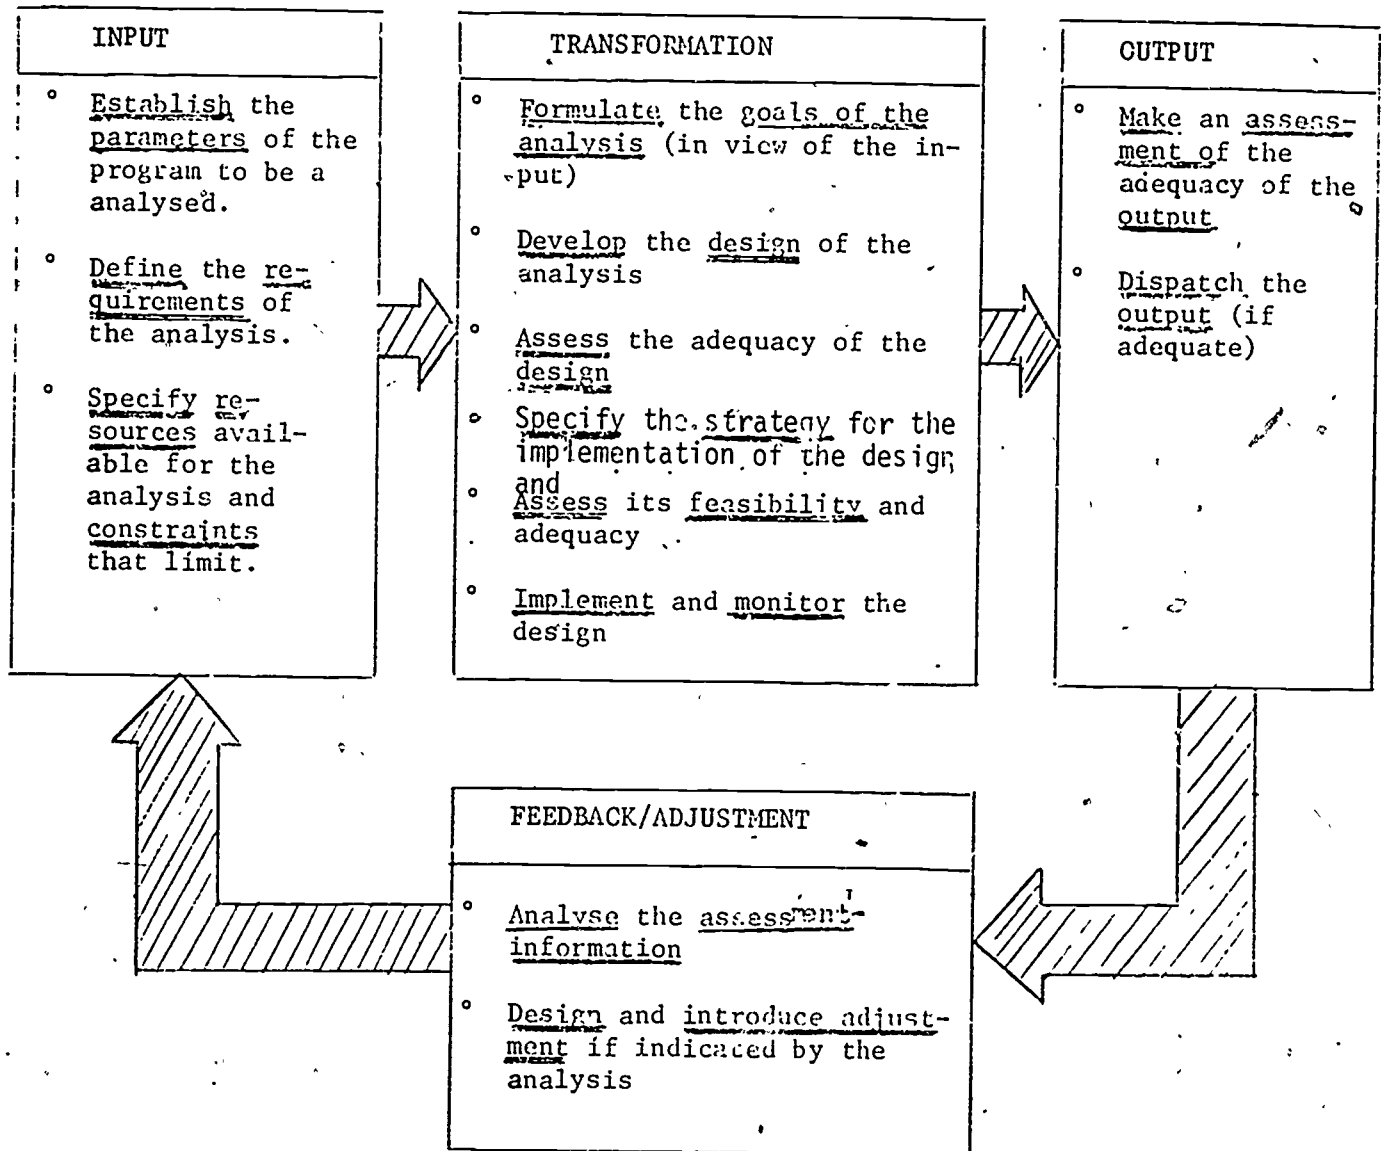 INPUT
Establish the
parameters of the
program to be a
analysed.
Define the re-
quirements of
the analysis.
Specify re-
sources avail-
able for the
analysis and
constraints
that limit.
TRANSFORMATION
Formulate the goals of the
analysis (in view of the in-
put)
Develop the design of the
analysis
Assess the adequacy of the
design
Specify the strategy for the
implementation of the design
and
Assess its feasibility and
adequacy
Implement and monitor the
design
OUTPUT
Make an assess-
ment of the
adequacy of the
output
Dispatch the
output (if
adequate)
FEEDBACK/ADJUSTMENT
Analyse the assessment-
information
Design and introduce adjust-
ment if indicated by the
analysis